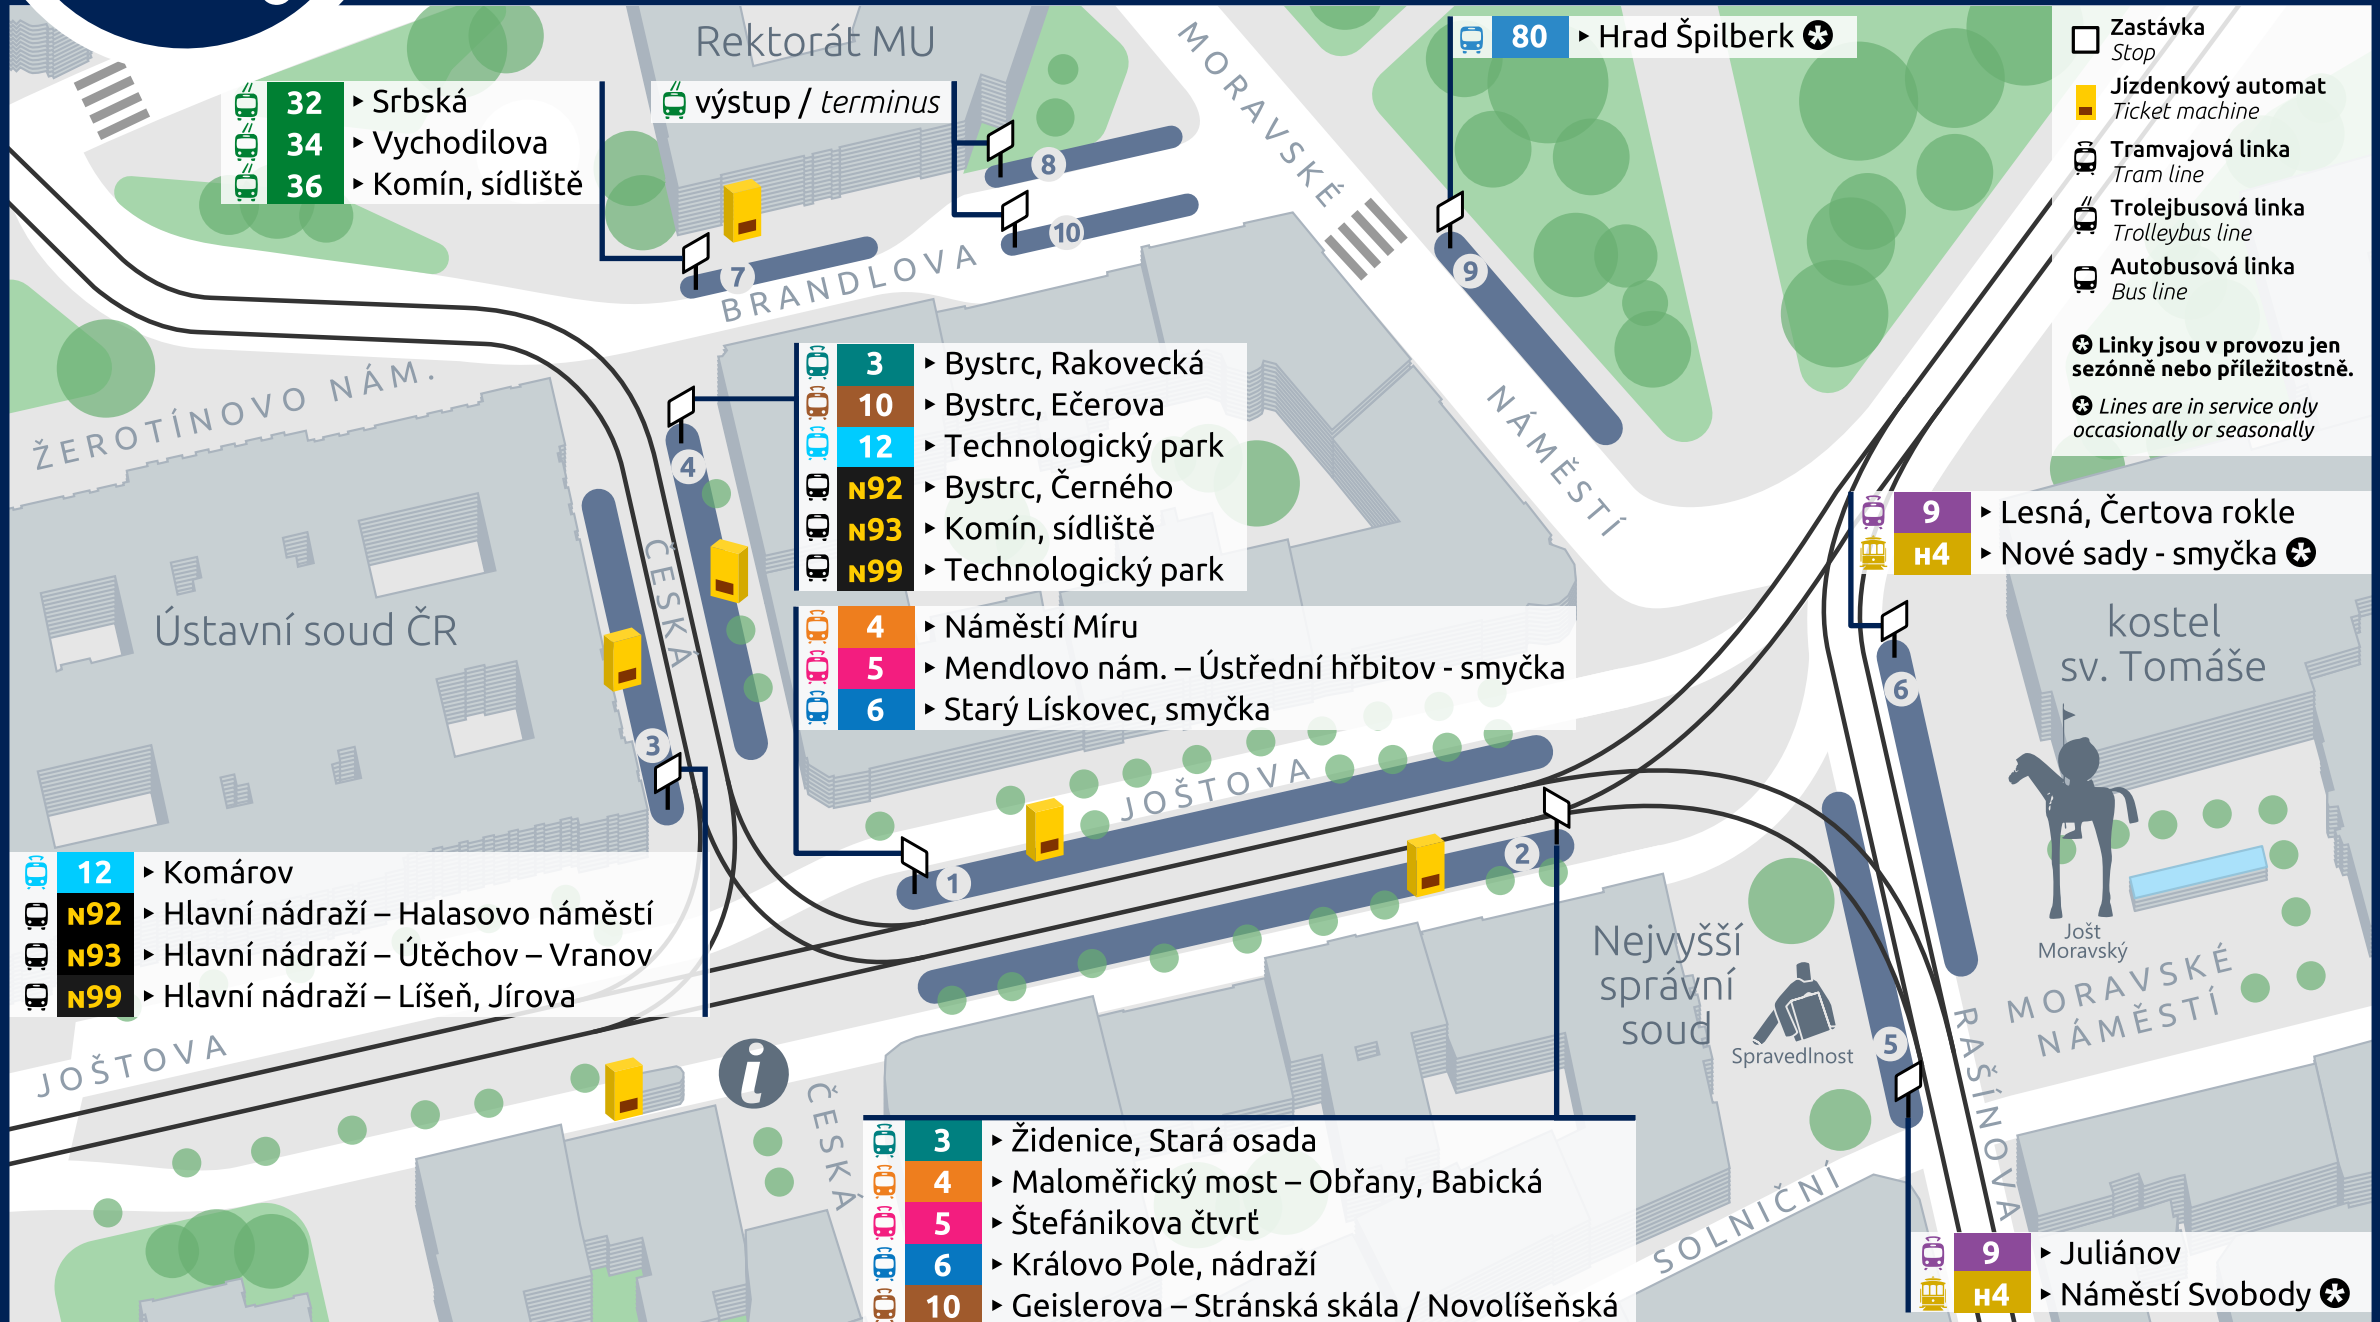 Rektorát MU
32 ▸ Srbská
34 ▸ Vychodilova
36 ▸ Komín, sídliště
výstup / terminus
80 ▸ Hrad Špilberk
Zastávka
Stop
Jízdenkový automat
Ticket machine
Tramvajová linka
Tram line
Trolejbusová linka
Trolleybus line
Autobusová linka
Bus line
Linky jsou v provozu jen
sezónně nebo příležitostně.
Lines are in service only
occasionally or seasonally
MORAVSKÉ
NÁMĚSTÍ
8
10
7
9
BRANDLOVA
ŽEROTÍNOVO NÁM.
3 ▸ Bystrc, Rakovecká
10 ▸ Bystrc, Ečerova
12 ▸ Technologický park
N92 ▸ Bystrc, Černého
N93 ▸ Komín, sídliště
N99 ▸ Technologický park
4
ČESKÁ
Ústavní soud ČR
4 ▸ Náměstí Míru
5 ▸ Mendlovo nám. – Ústřední hřbitov - smyčka
6 ▸ Starý Lískovec, smyčka
9 ▸ Lesná, Čertova rokle
H4 ▸ Nové sady - smyčka
kostel
sv. Tomáše
6
3
JOŠTOVA
1
2
12 ▸ Komárov
N92 ▸ Hlavní nádraží – Halasovo náměstí
N93 ▸ Hlavní nádraží – Útěchov – Vranov
N99 ▸ Hlavní nádraží – Líšeň, Jírova
Nejvyšší
správní
soud
Jošt
Moravský
MORAVSKÉ
NÁMĚSTÍ
Spravedlnost
5
RAŠÍNOVA
JOŠTOVA
i
ČESKÁ
SOLNIČNÍ
3 ▸ Židenice, Stará osada
4 ▸ Maloměřický most – Obřany, Babická
5 ▸ Štefánikova čtvrť
6 ▸ Královo Pole, nádraží
10 ▸ Geislerova – Stránská skála / Novolíšeňská
9 ▸ Juliánov
H4 ▸ Náměstí Svobody